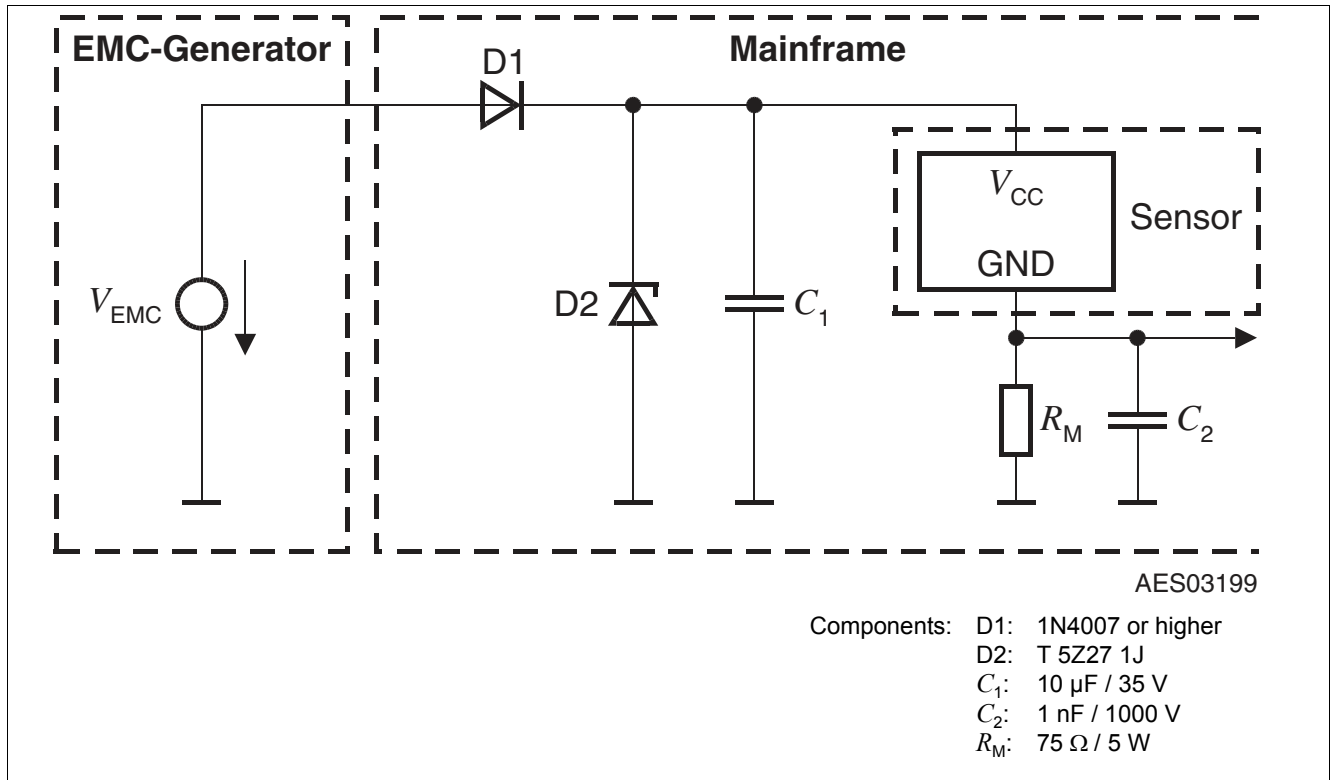 EMC-Generator
Mainframe
D1
V_CC
Sensor
GND
V_EMC
D2
C_1
R_M
C_2
AES03199
Components: D1: 1N4007 or higher
D2: T 5Z27 1J
C_1: 10 µF / 35 V
C_2: 1 nF / 1000 V
R_M: 75 Ω / 5 W